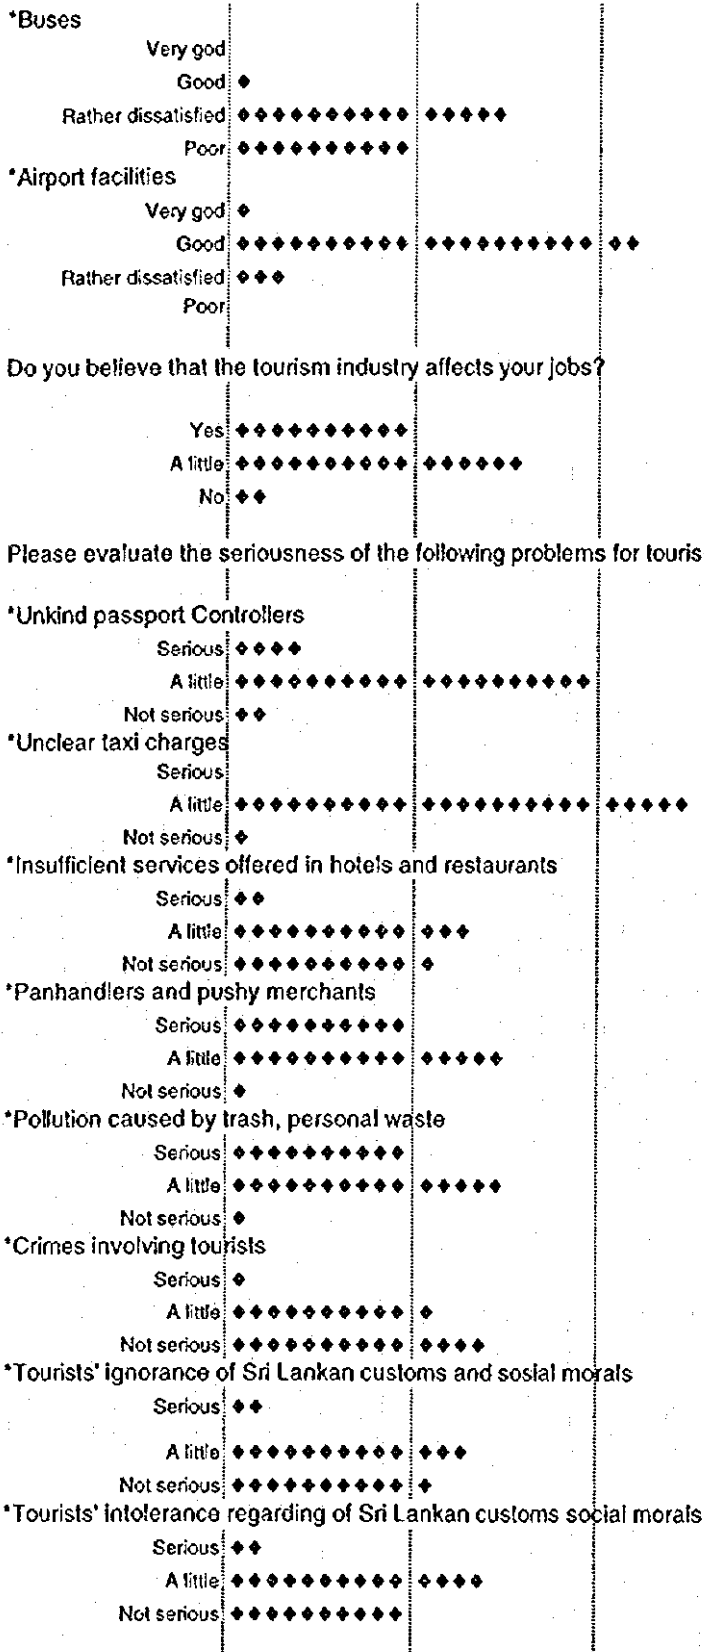 *Buses
Very god
Good
Rather dissatisfied
Poor
*Airport facilities
Very god
Good
Rather dissatisfied
Poor
Do you believe that the tourism industry affects your jobs?
Yes
A little
No
Please evaluate the seriousness of the following problems for touris
*Unkind passport Controllers
Serious
A little
Not serious
*Unclear taxi charges
Serious
A little
Not serious
*Insufficient services offered in hotels and restaurants
Serious
A little
Not serious
*Panhandlers and pushy merchants
Serious
A little
Not serious
*Pollution caused by trash, personal waste
Serious
A little
Not serious
*Crimes involving tourists
Serious
A little
Not serious
*Tourists' ignorance of Sri Lankan customs and sosial morals
Serious
A little
Not serious
*Tourists' intolerance regarding of Sri Lankan customs social morals
Serious
A little
Not serious